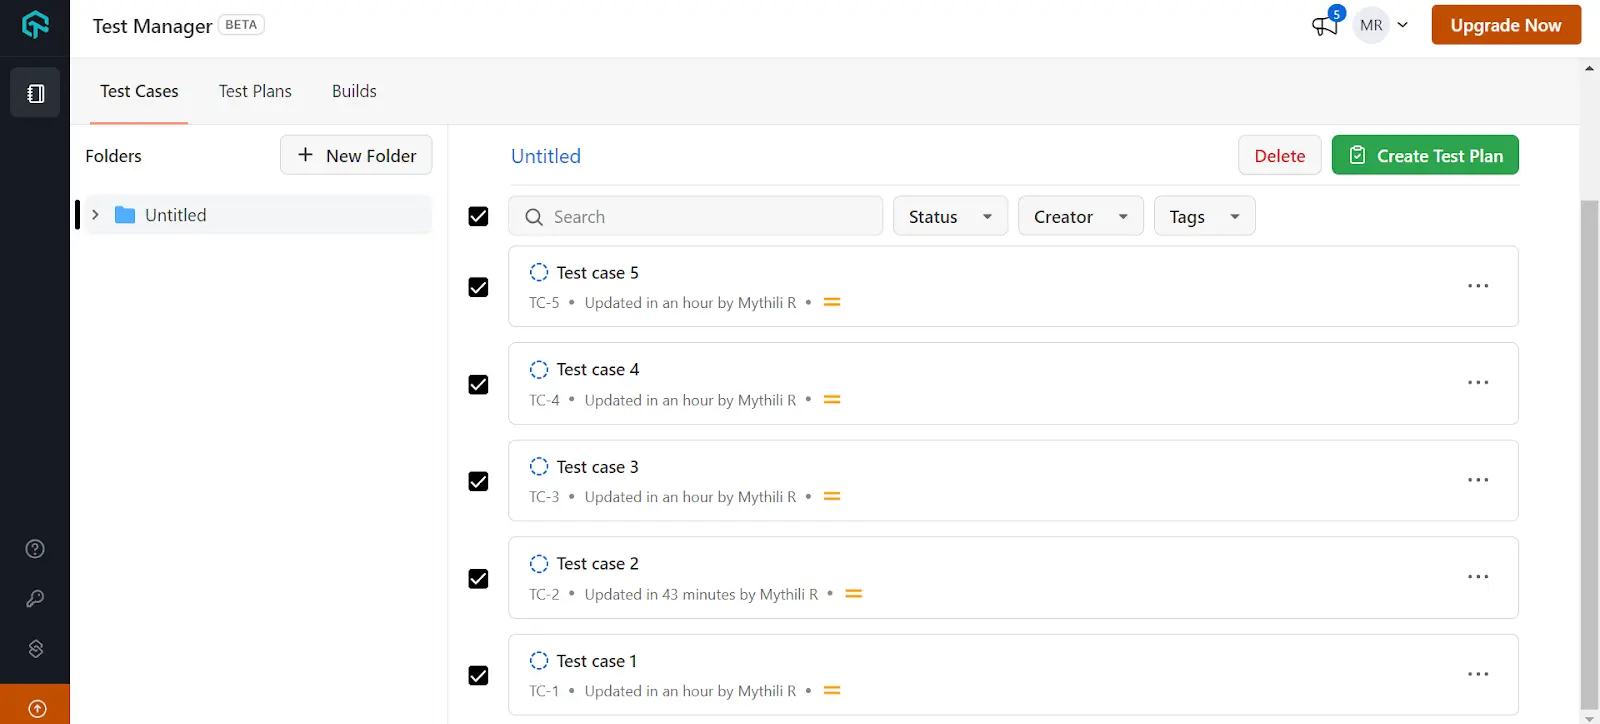 Test Manager BETA
5
MR
Upgrade Now
Test Cases Test Plans Builds
Folders
New Folder
Untitled
Untitled
Delete
Create Test Plan
Search
Status
Creator
Tags
Test case 5
TC-5 • Updated in an hour by Mythili R •
Test case 4
TC-4 • Updated in an hour by Mythili R •
Test case 3
TC-3 • Updated in an hour by Mythili R •
Test case 2
TC-2 • Updated in 43 minutes by Mythili R •
Test case 1
TC-1 • Updated in an hour by Mythili R •